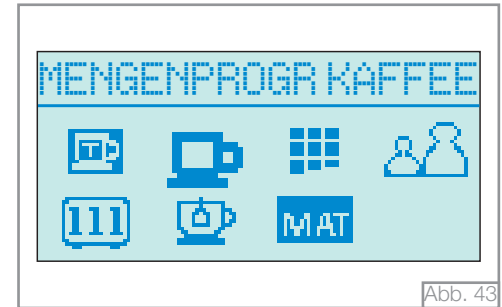 MENGENPROGR KAFFEE
T
111
MAT
Abb. 43